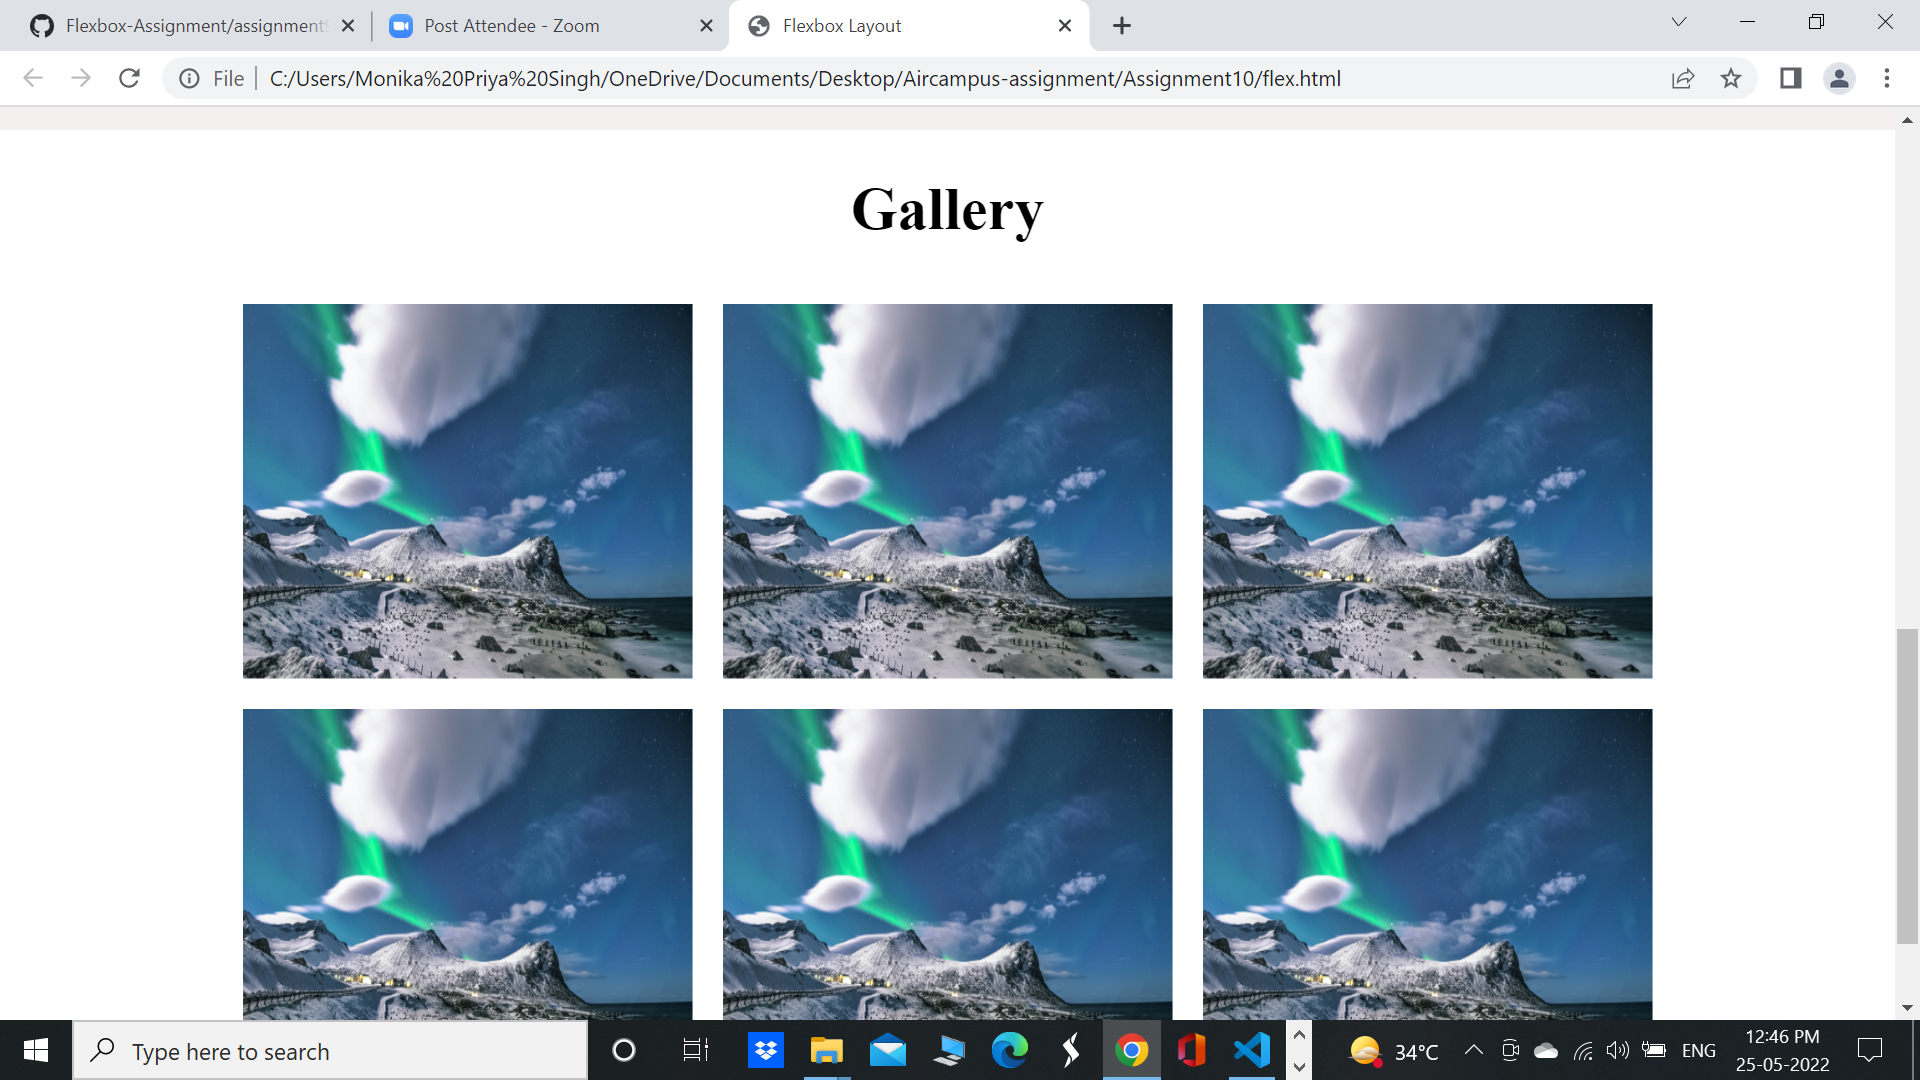 Flexbox-Assignment/assignment
Post Attendee - Zoom
Flexbox Layout
File
C:/Users/Monika%20Priya%20Singh/OneDrive/Documents/Desktop/Aircampus-assignment/Assignment10/flex.html
Gallery
Type here to search
34°C
ENG
12:46 PM
25-05-2022